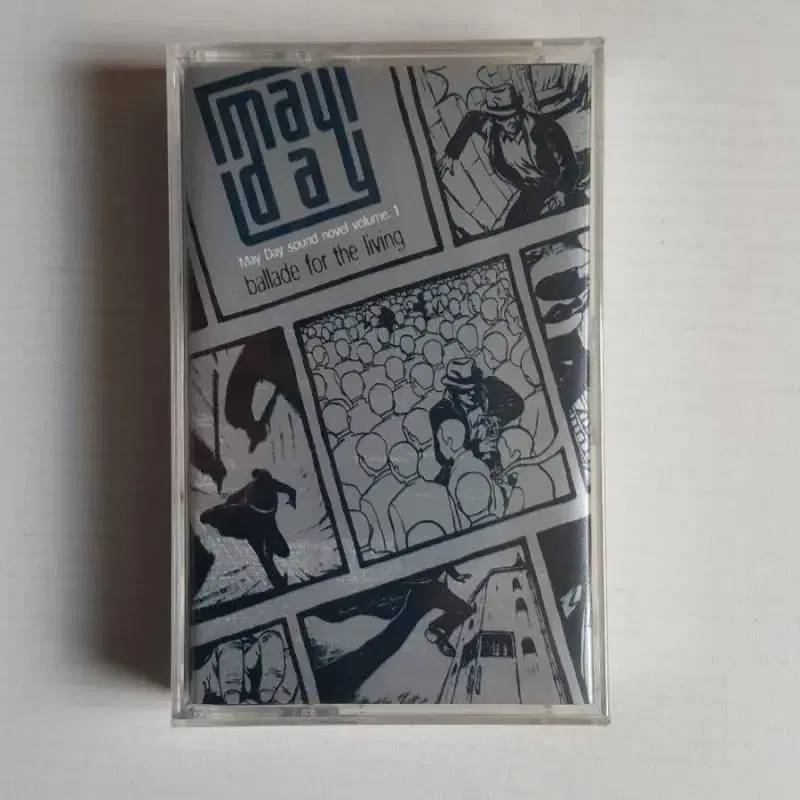 may
day
May Day sound novel volume. 1
ballade for the living